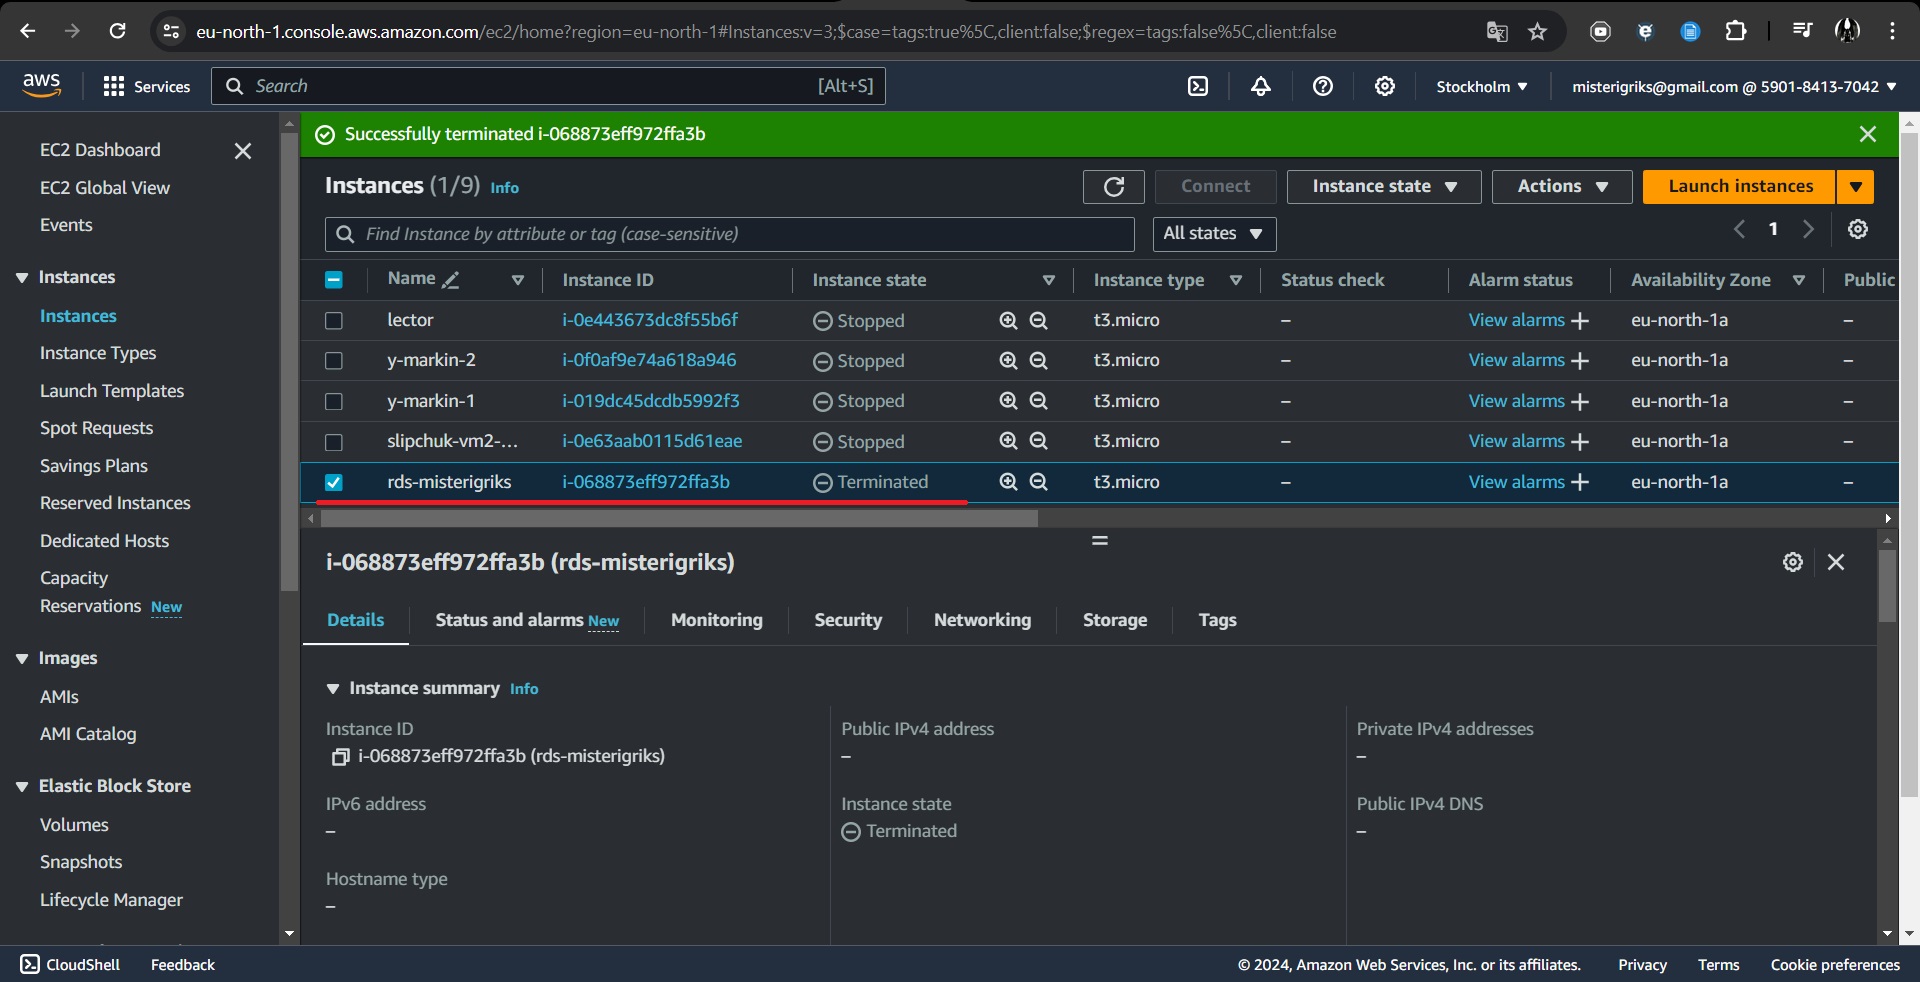 eu-north-1.console.aws.amazon.com/ec2/home?region=eu-north-1#Instances:v=3;$case=tags:true%5C,client:false;$regex=tags:false%5C,client:false
aws
Services
Search
[Alt+S]
Stockholm
misterigriks@gmail.com @ 5901-8413-7042
EC2 Dashboard
EC2 Global View
Events
Instances
Instances
Instance Types
Launch Templates
Spot Requests
Savings Plans
Reserved Instances
Dedicated Hosts
Capacity
Reservations New
Images
AMIs
AMI Catalog
Elastic Block Store
Volumes
Snapshots
Lifecycle Manager
Successfully terminated i-068873eff972ffa3b
Instances (1/9) Info
Connect
Instance state
Actions
Launch instances
Find Instance by attribute or tag (case-sensitive)
All states
1
Name Instance ID Instance state Instance type Status check Alarm status Availability Zone Public
lector i-0e443673dc8f55b6f Stopped t3.micro – View alarms + eu-north-1a –
y-markin-2 i-0f0af9e74a618a946 Stopped t3.micro – View alarms + eu-north-1a –
y-markin-1 i-019dc45dcdb5992f3 Stopped t3.micro – View alarms + eu-north-1a –
slipchuk-vm2-... i-0e63aab0115d61eae Stopped t3.micro – View alarms + eu-north-1a –
rds-misterigriks i-068873eff972ffa3b Terminated t3.micro – View alarms + eu-north-1a –
i-068873eff972ffa3b (rds-misterigriks)
Details
Status and alarms New
Monitoring
Security
Networking
Storage
Tags
Instance summary Info
Instance ID
i-068873eff972ffa3b (rds-misterigriks)
Public IPv4 address
–
Private IPv4 addresses
–
IPv6 address
–
Instance state
Terminated
Public IPv4 DNS
–
Hostname type
–
CloudShell
Feedback
© 2024, Amazon Web Services, Inc. or its affiliates.
Privacy
Terms
Cookie preferences